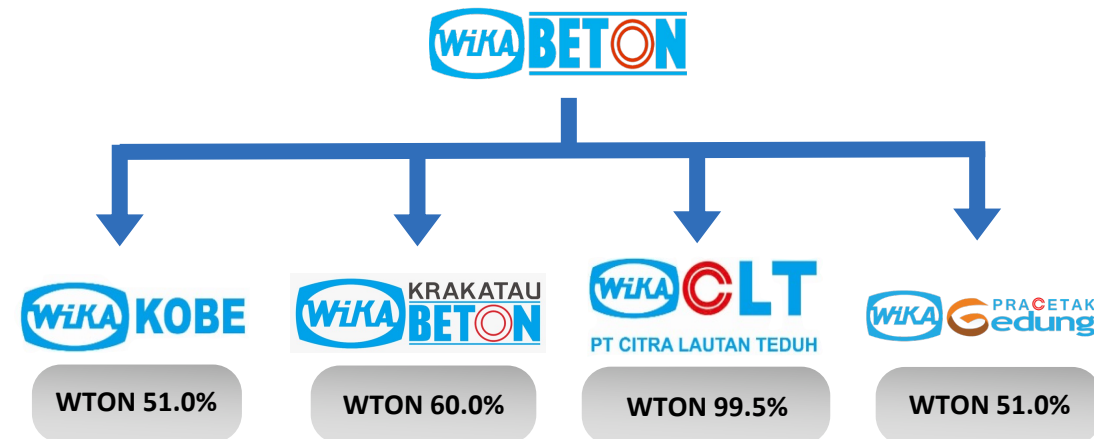 WiKA BETON
WiKA KOBE
WiKA KRAKATAU
BETON
WiKA CLT
PT CITRA LAUTAN TEDUH
WiKA PRACETAK
Gedung
WTON 51.0%
WTON 60.0%
WTON 99.5%
WTON 51.0%